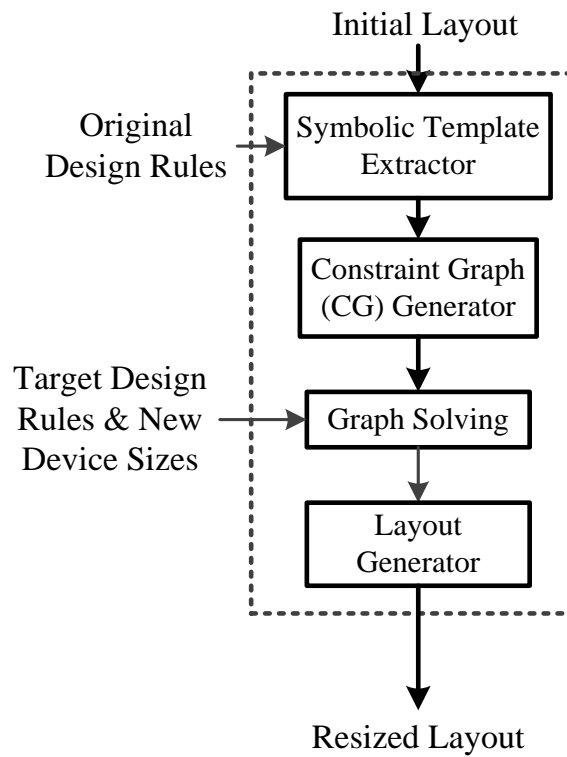 Initial Layout
Original
Design Rules
Symbolic Template
Extractor
Constraint Graph
(CG) Generator
Target Design
Rules & New
Device Sizes
Graph Solving
Layout
Generator
Resized Layout